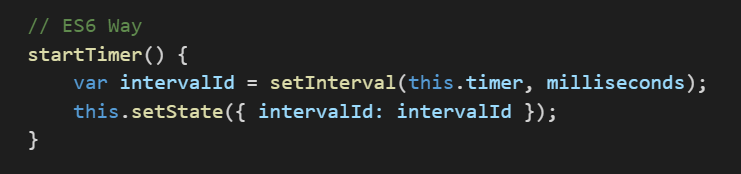 // ES6 Way
startTimer() {
    var intervalId = setInterval(this.timer, milliseconds);
    this.setState({ intervalId: intervalId });
}